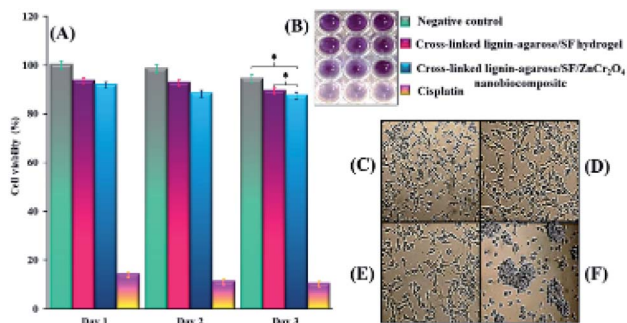 (A)
120
100
80
60
40
20
0
Cell viability (%)
Day 1
Day 2
Day 3
*
*
(B)
Negative control
Cross-linked lignin-agarose/SF hydrogel
Cross-linked lignin-agarose/SF/ZnCr2O4
nanobiocomposite
Cisplatin
(C)
(D)
(E)
(F)